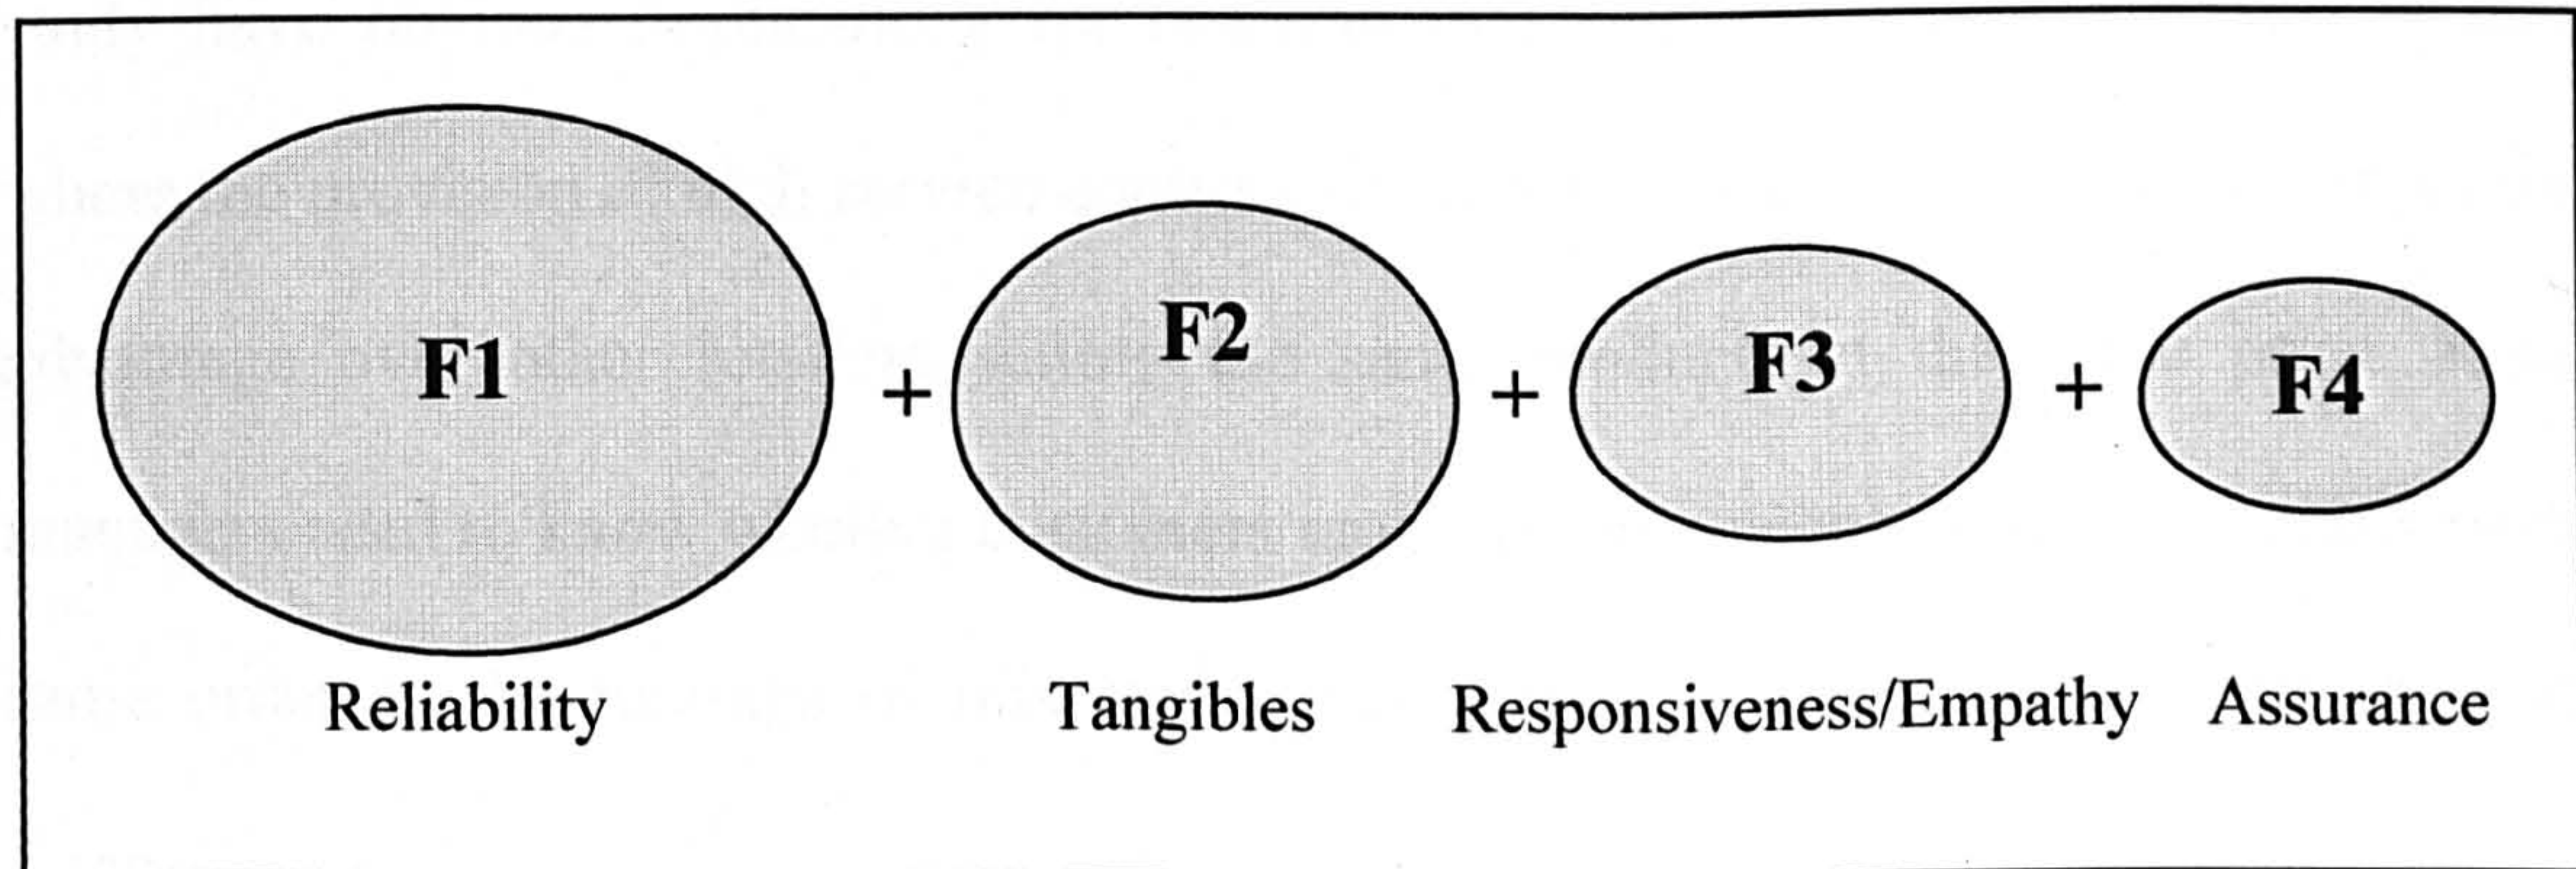 F1 + F2 + F3 + F4
Reliability Tangibles Responsiveness/Empathy Assurance